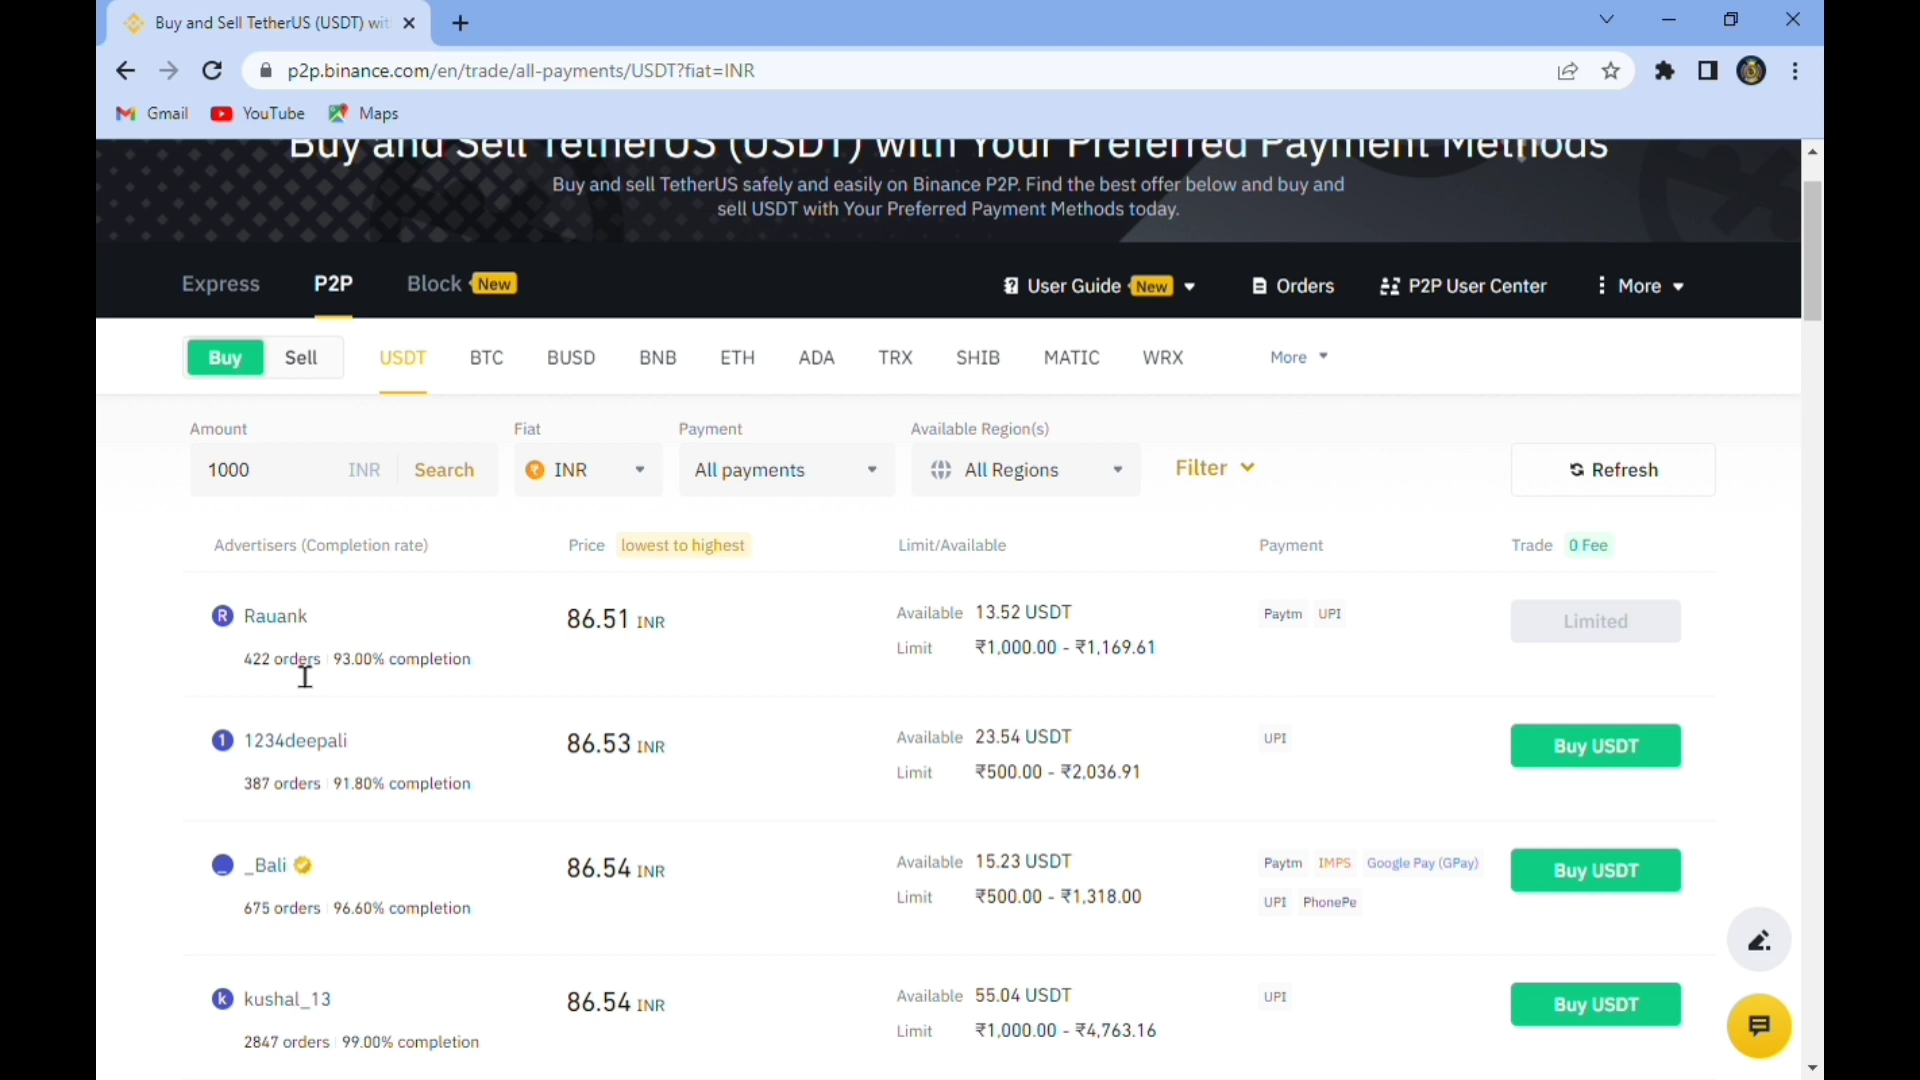 Buy and Sell TetherUS (USDT) wit
p2p.binance.com/en/trade/all-payments/USDT?fiat=INR
Gmail YouTube Maps
Buy and Sell TetherUS (USDT) with Your Preferred Payment Methods
Buy and sell TetherUS safely and easily on Binance P2P. Find the best offer below and buy and
sell USDT with Your Preferred Payment Methods today.
Express P2P Block New User Guide New Orders P2P User Center More
Buy Sell USDT BTC BUSD BNB ETH ADA TRX SHIB MATIC WRX More
Amount Fiat Payment Available Region(s)
1000 INR Search INR All payments All Regions Filter Refresh
Advertisers (Completion rate) Price lowest to highest Limit/Available Payment Trade 0 Fee
R Rauank 86.51 INR Available 13.52 USDT Paytm UPI Limited
Limit ₹1,000.00 - ₹1,169.61
422 orders 93.00% completion
1 1234deepali 86.53 INR Available 23.54 USDT UPI Buy USDT
Limit ₹500.00 - ₹2,036.91
387 orders 91.80% completion
_ _Bali 86.54 INR Available 15.23 USDT Paytm IMPS Google Pay (GPay) Buy USDT
Limit ₹500.00 - ₹1,318.00 UPI PhonePe
675 orders 96.60% completion
k kushal_13 86.54 INR Available 55.04 USDT UPI Buy USDT
Limit ₹1,000.00 - ₹4,763.16
2847 orders 99.00% completion